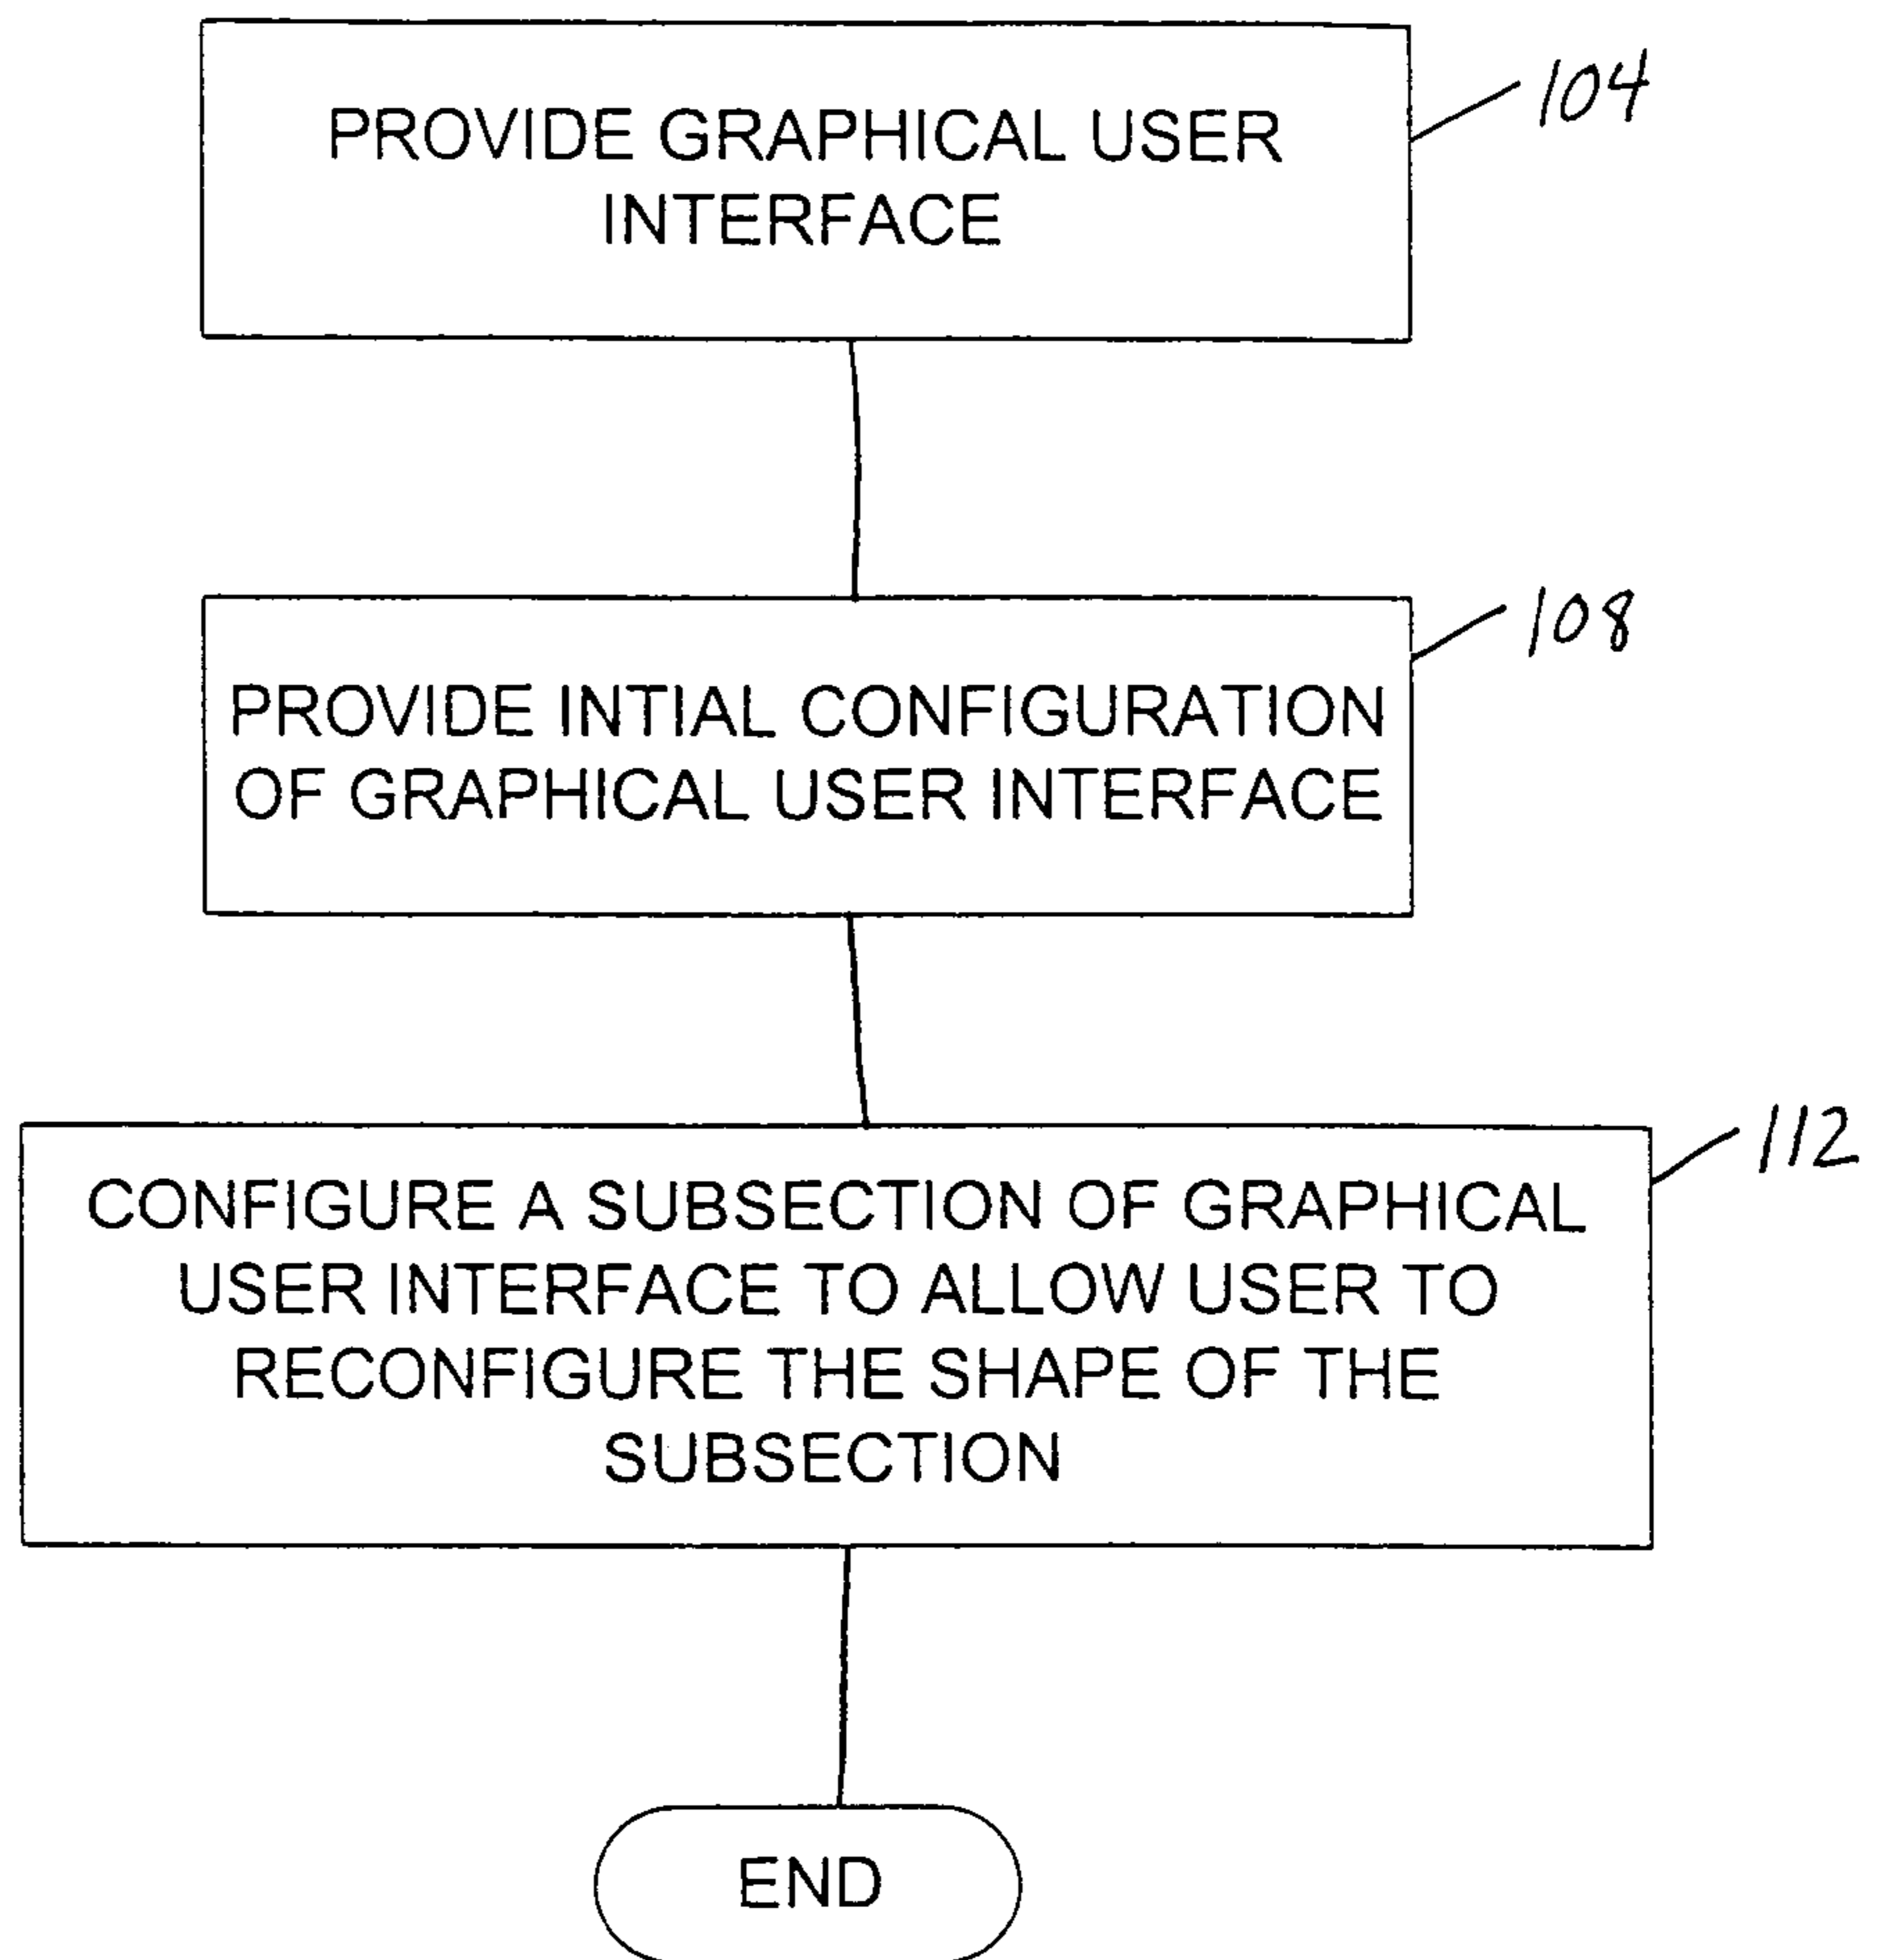 PROVIDE GRAPHICAL USER
INTERFACE
104
PROVIDE INTIAL CONFIGURATION
OF GRAPHICAL USER INTERFACE
108
CONFIGURE A SUBSECTION OF GRAPHICAL
USER INTERFACE TO ALLOW USER TO
RECONFIGURE THE SHAPE OF THE
SUBSECTION
112
END